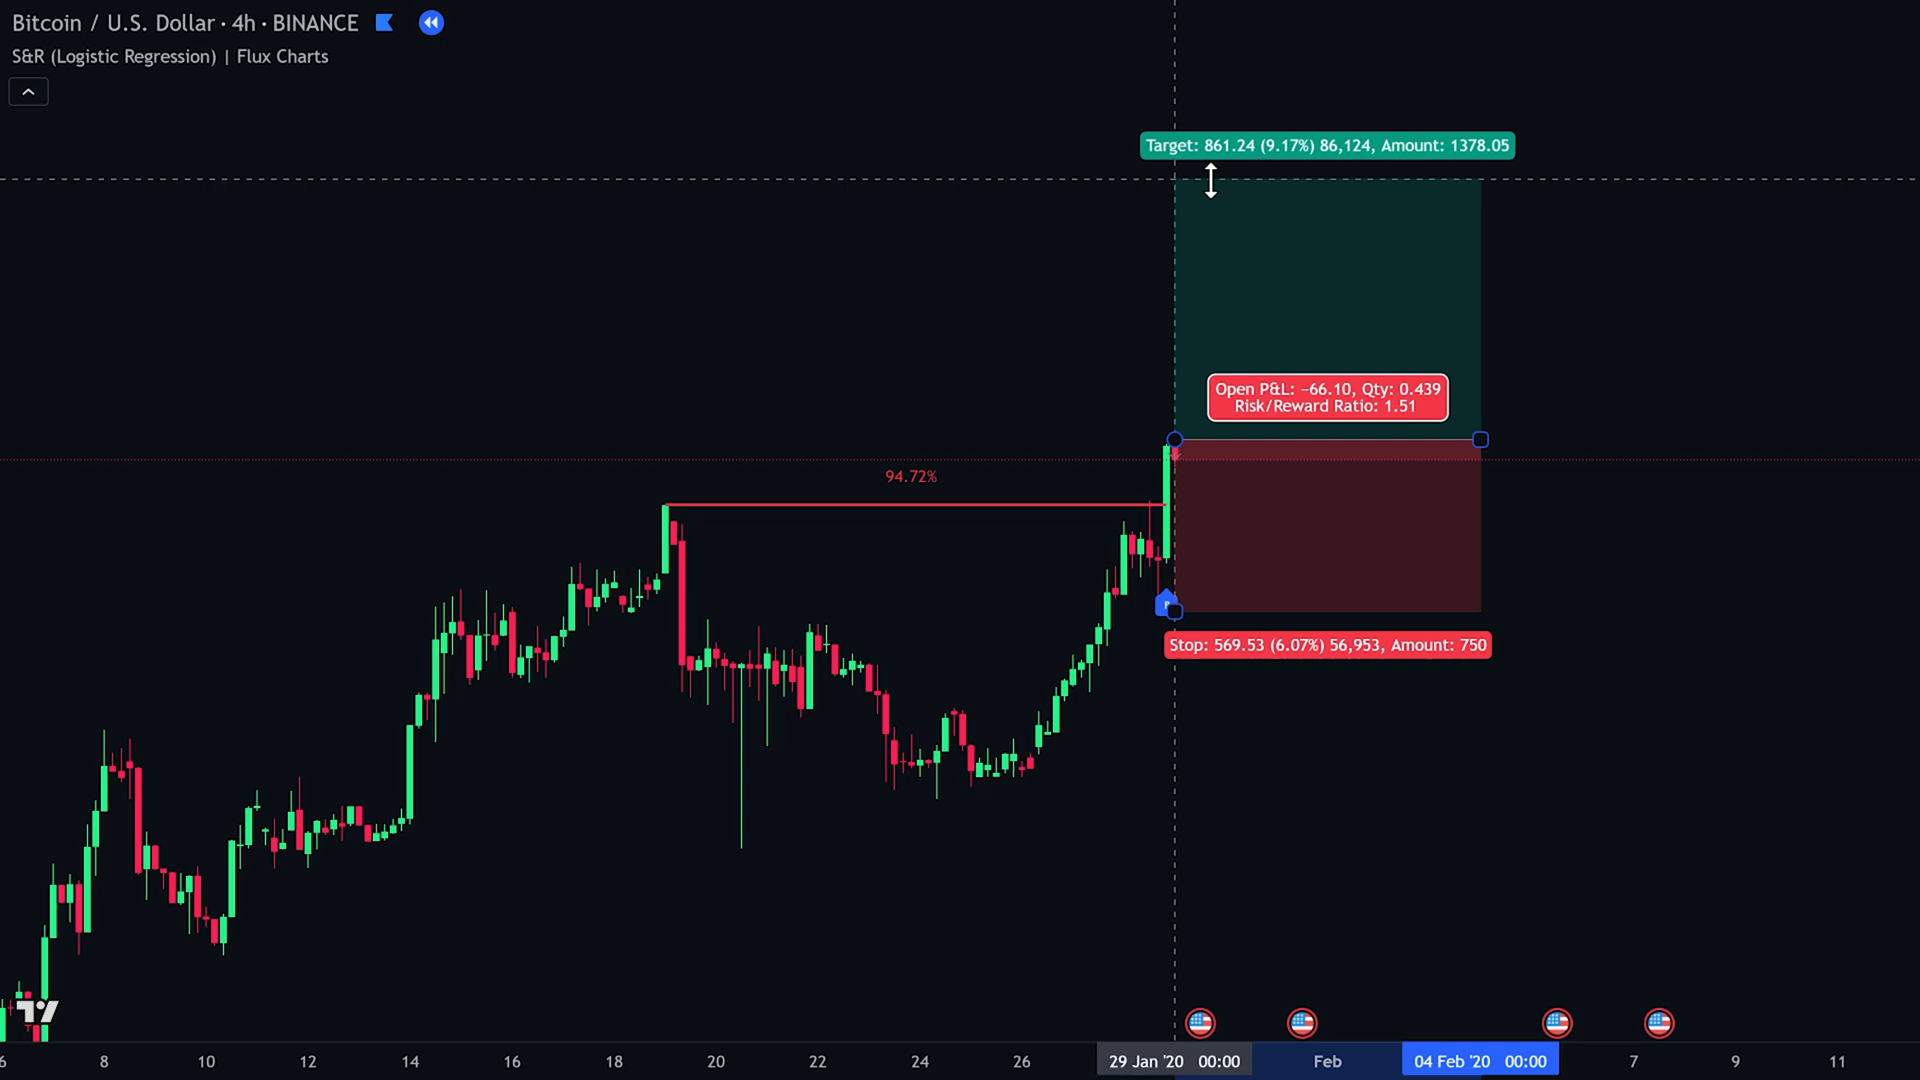 Bitcoin / U.S. Dollar · 4h · BINANCE
S&R (Logistic Regression) | Flux Charts
Target: 861.24 (9.17%) 86,124, Amount: 1378.05
Open P&L: −66.10, Qty: 0.439
Risk/Reward Ratio: 1.51
94.72%
Stop: 569.53 (6.07%) 56,953, Amount: 750
6 8 10 12 14 16 18 20 22 24 26 29 Jan '20 00:00 Feb 04 Feb '20 00:00 7 9 11